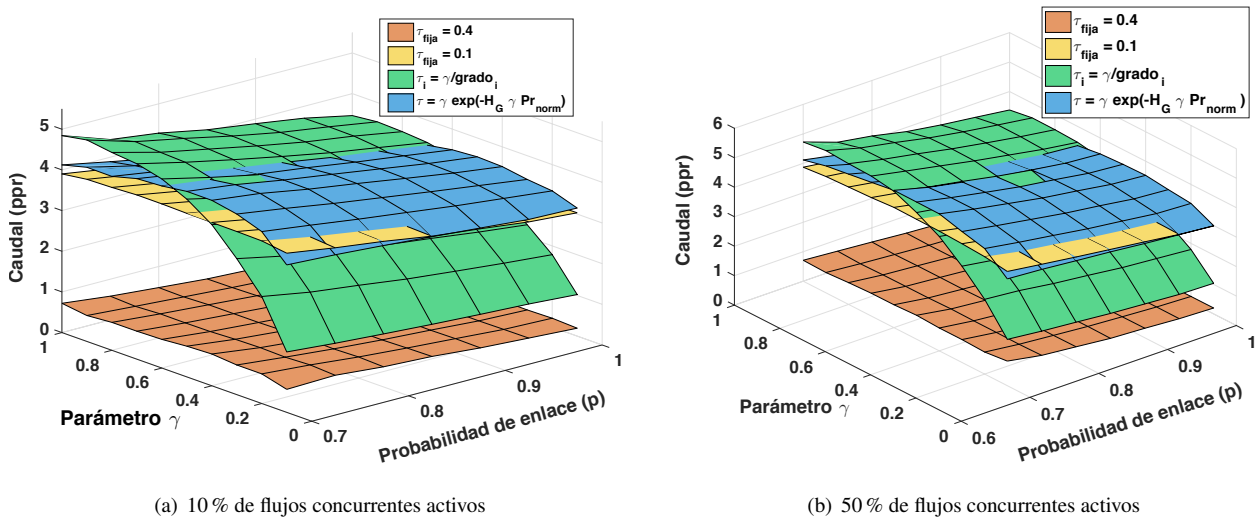 τfija = 0.4
τfija = 0.1
τi = γ/gradoi
τ = γ exp(-HG γ Prnorm)
Caudal (ppr)
5
4
3
2
1
0
1
0.8
0.6
0.4
0.2
0
Parámetro γ
0.7
0.8
0.9
1
Probabilidad de enlace (p)
(a) 10 % de flujos concurrentes activos
τfija = 0.4
τfija = 0.1
τi = γ/gradoi
τ = γ exp(-HG γ Prnorm)
Caudal (ppr)
6
5
4
3
2
1
0
1
0.8
0.6
0.4
0.2
0
Parámetro γ
0.6
0.7
0.8
0.9
1
Probabilidad de enlace (p)
(b) 50 % de flujos concurrentes activos